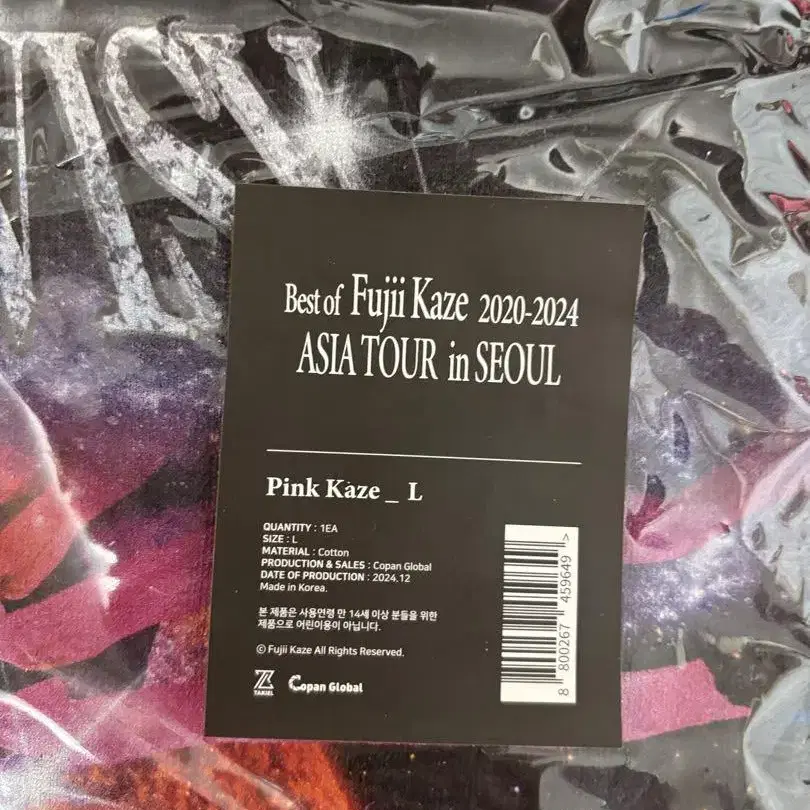 Best of Fujii Kaze 2020-2024
ASIA TOUR in SEOUL
Pink Kaze _ L
QUANTITY : 1EA
SIZE : L
MATERIAL : Cotton
PRODUCTION & SALES : Copan Global
DATE OF PRODUCTION : 2024.12
Made in Korea.
본 제품은 사용연령 만 14세 이상 분들을 위한
제품으로 어린이용이 아닙니다.
© Fujii Kaze All Rights Reserved.
TAKIEL
Copan Global
8 800267 459649 >